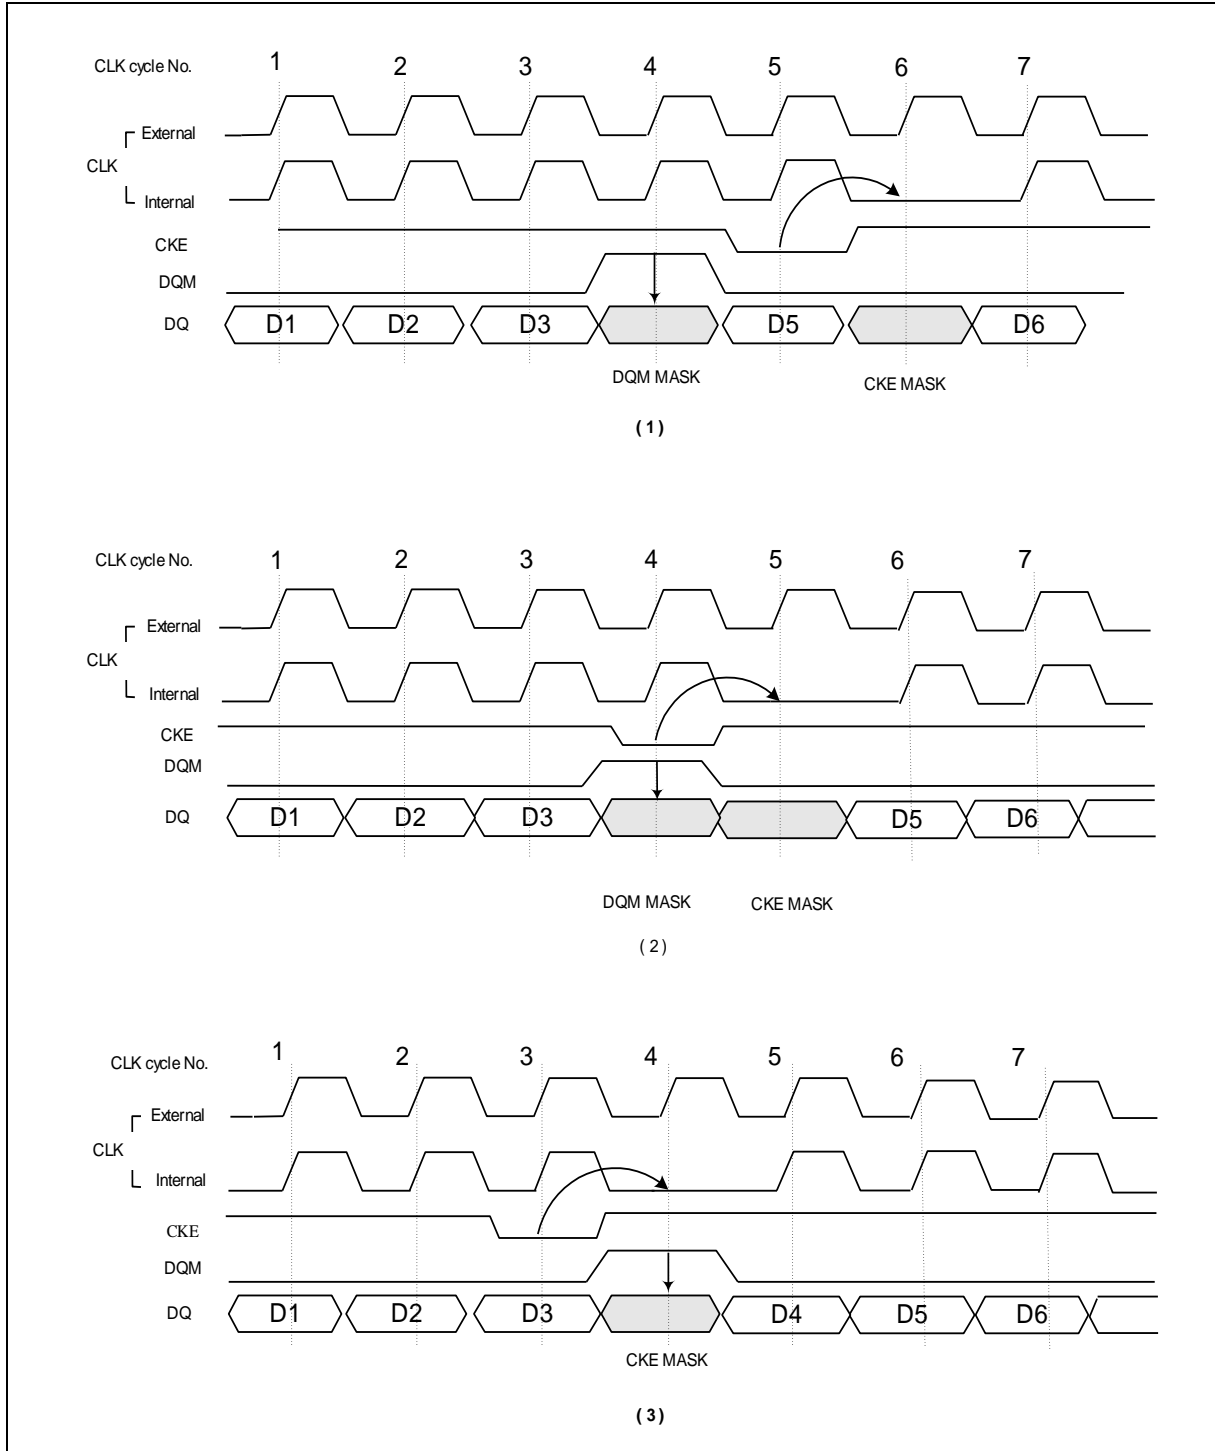 CLK cycle No. 1 2 3 4 5 6 7
External
CLK
Internal
CKE
DQM
DQ D1 D2 D3 D5 D6
DQM MASK CKE MASK
( 1 )
CLK cycle No. 1 2 3 4 5 6 7
External
CLK
Internal
CKE
DQM
DQ D1 D2 D3 D5 D6
DQM MASK CKE MASK
( 2 )
CLK cycle No. 1 2 3 4 5 6 7
External
CLK
Internal
CKE
DQM
DQ D1 D2 D3 D4 D5 D6
CKE MASK
( 3 )